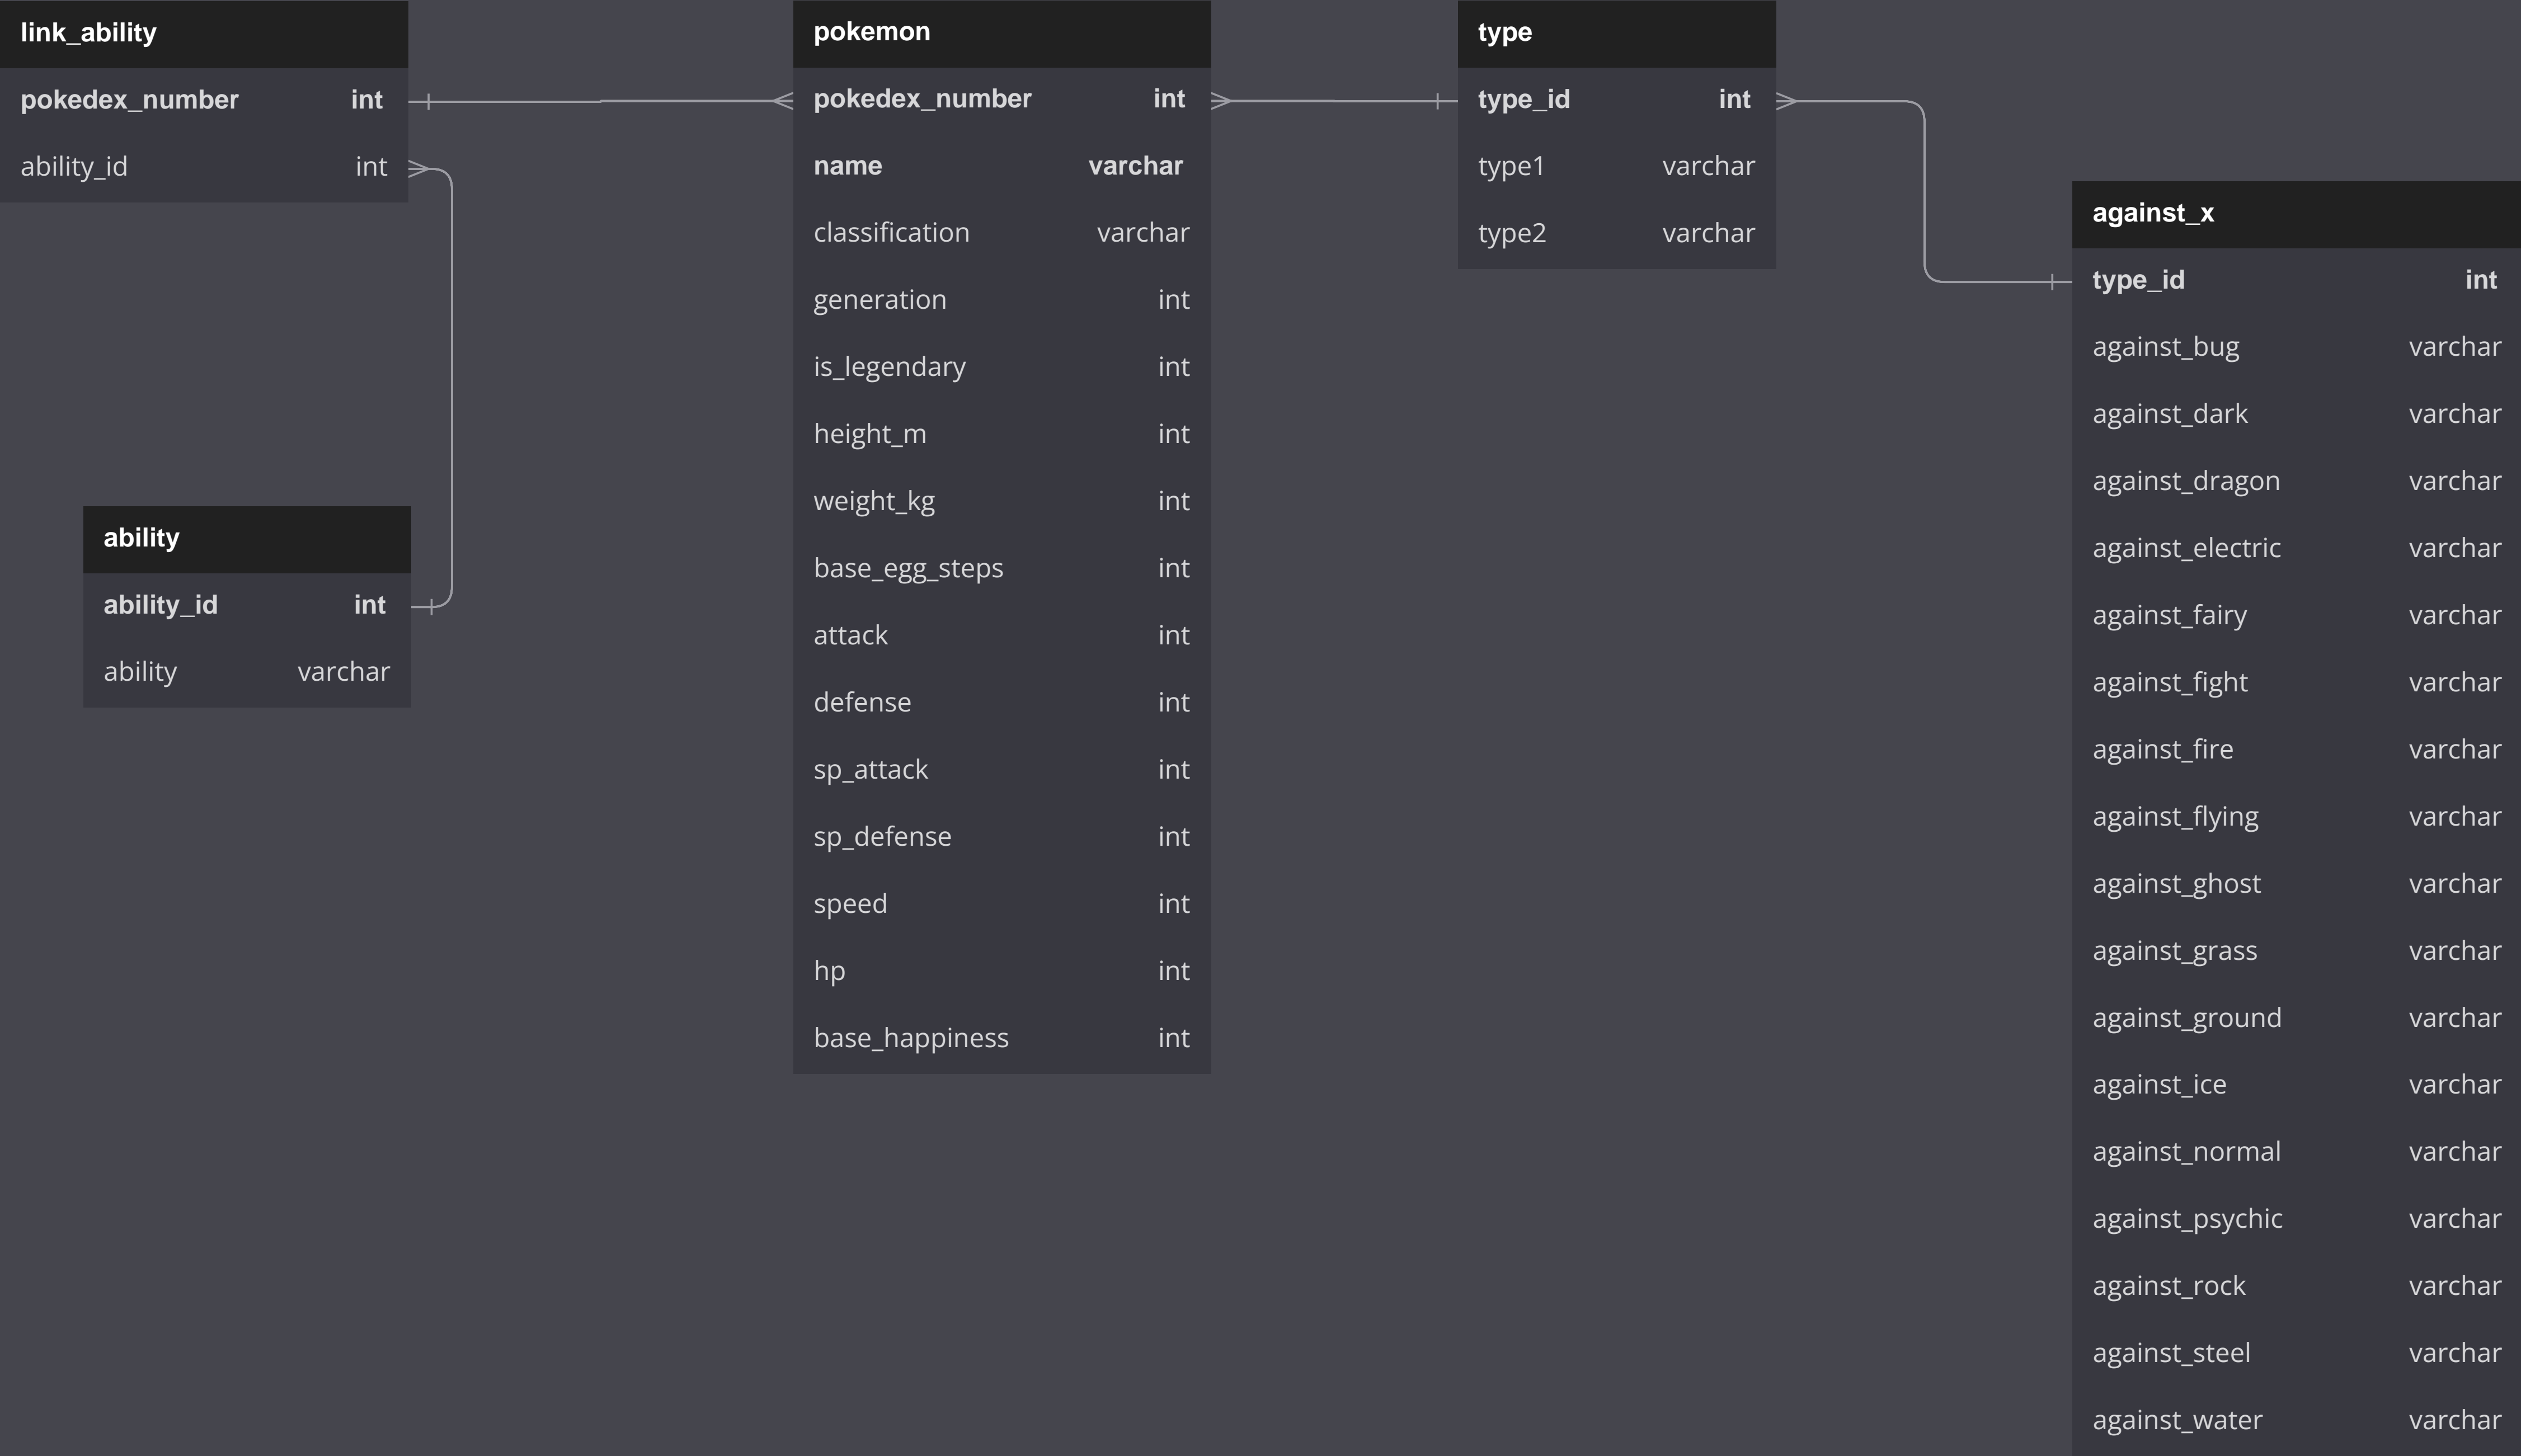 link_ability
pokedex_number int
ability_id int
ability
ability_id int
ability varchar
pokemon
pokedex_number int
name varchar
classification varchar
generation int
is_legendary int
height_m int
weight_kg int
base_egg_steps int
attack int
defense int
sp_attack int
sp_defense int
speed int
hp int
base_happiness int
type
type_id int
type1 varchar
type2 varchar
against_x
type_id int
against_bug varchar
against_dark varchar
against_dragon varchar
against_electric varchar
against_fairy varchar
against_fight varchar
against_fire varchar
against_flying varchar
against_ghost varchar
against_grass varchar
against_ground varchar
against_ice varchar
against_normal varchar
against_psychic varchar
against_rock varchar
against_steel varchar
against_water varchar